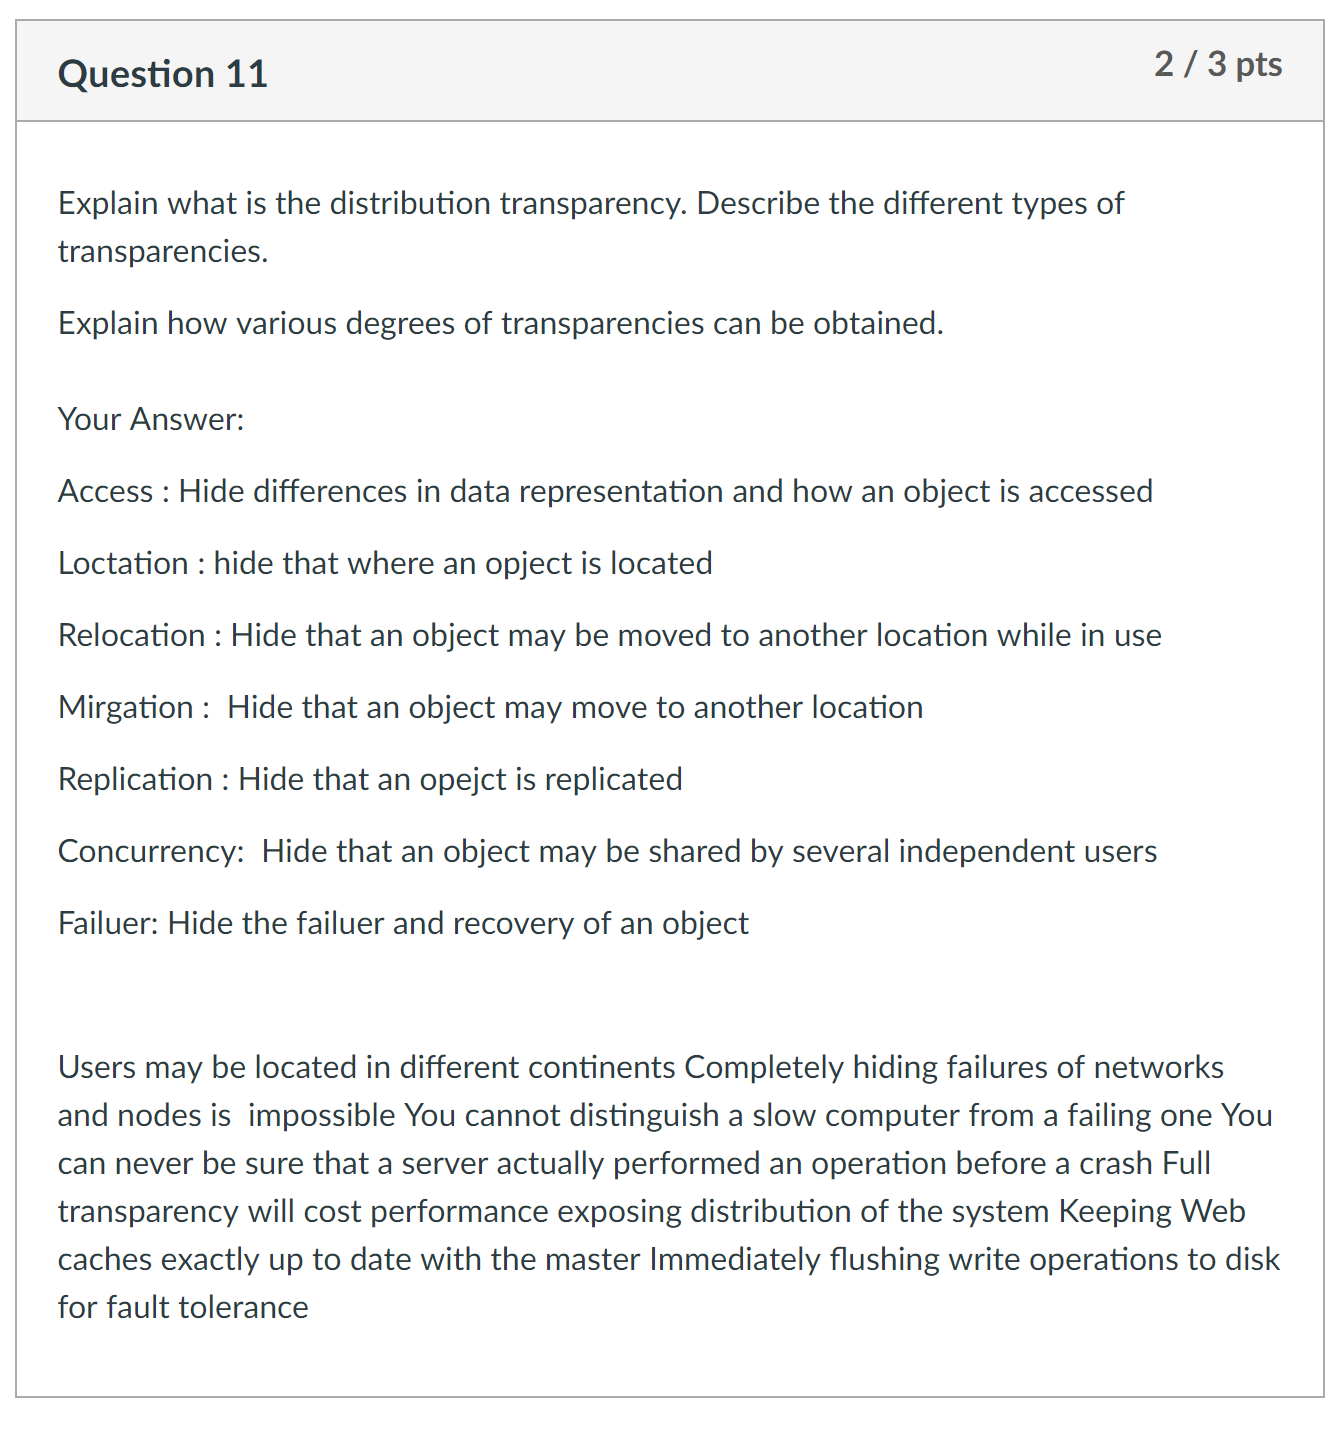 Question 11
2 / 3 pts
Explain what is the distribution transparency. Describe the different types of
transparencies.
Explain how various degrees of transparencies can be obtained.
Your Answer:
Access : Hide differences in data representation and how an object is accessed
Loctation : hide that where an opject is located
Relocation : Hide that an object may be moved to another location while in use
Mirgation :  Hide that an object may move to another location
Replication : Hide that an opejct is replicated
Concurrency:  Hide that an object may be shared by several independent users
Failuer: Hide the failuer and recovery of an object
Users may be located in different continents Completely hiding failures of networks
and nodes is  impossible You cannot distinguish a slow computer from a failing one You
can never be sure that a server actually performed an operation before a crash Full
transparency will cost performance exposing distribution of the system Keeping Web
caches exactly up to date with the master Immediately flushing write operations to disk
for fault tolerance